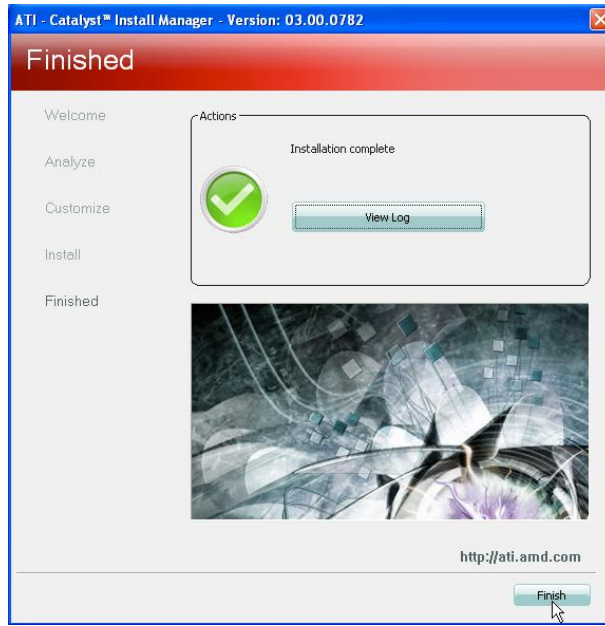 ATI - Catalyst™ Install Manager - Version: 03.00.0782
Finished
Welcome
Analyze
Customize
Install
Finished
Actions
Installation complete
View Log
http://ati.amd.com
Finish